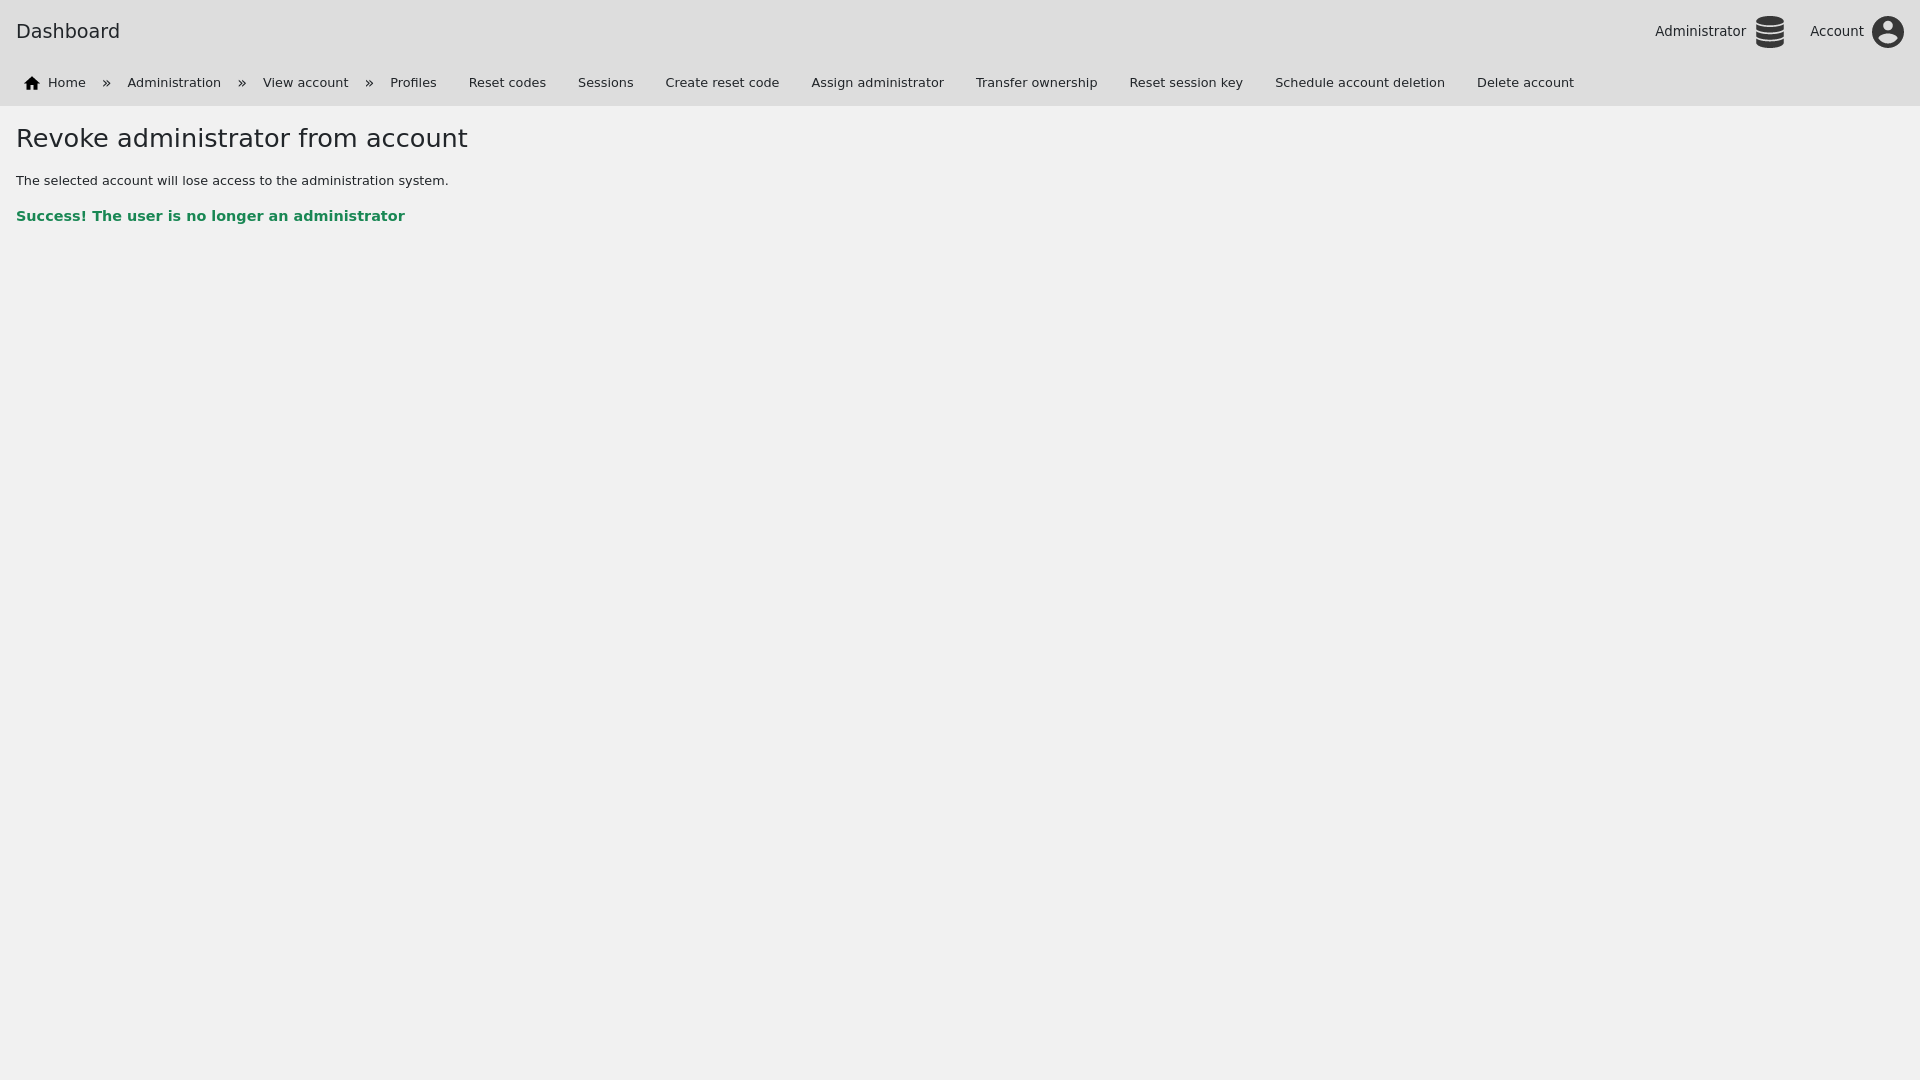 Dashboard
Administrator
Account
Home » Administration » View account » Profiles Reset codes Sessions Create reset code Assign administrator Transfer ownership Reset session key Schedule account deletion Delete account
Revoke administrator from account
The selected account will lose access to the administration system.
Success! The user is no longer an administrator